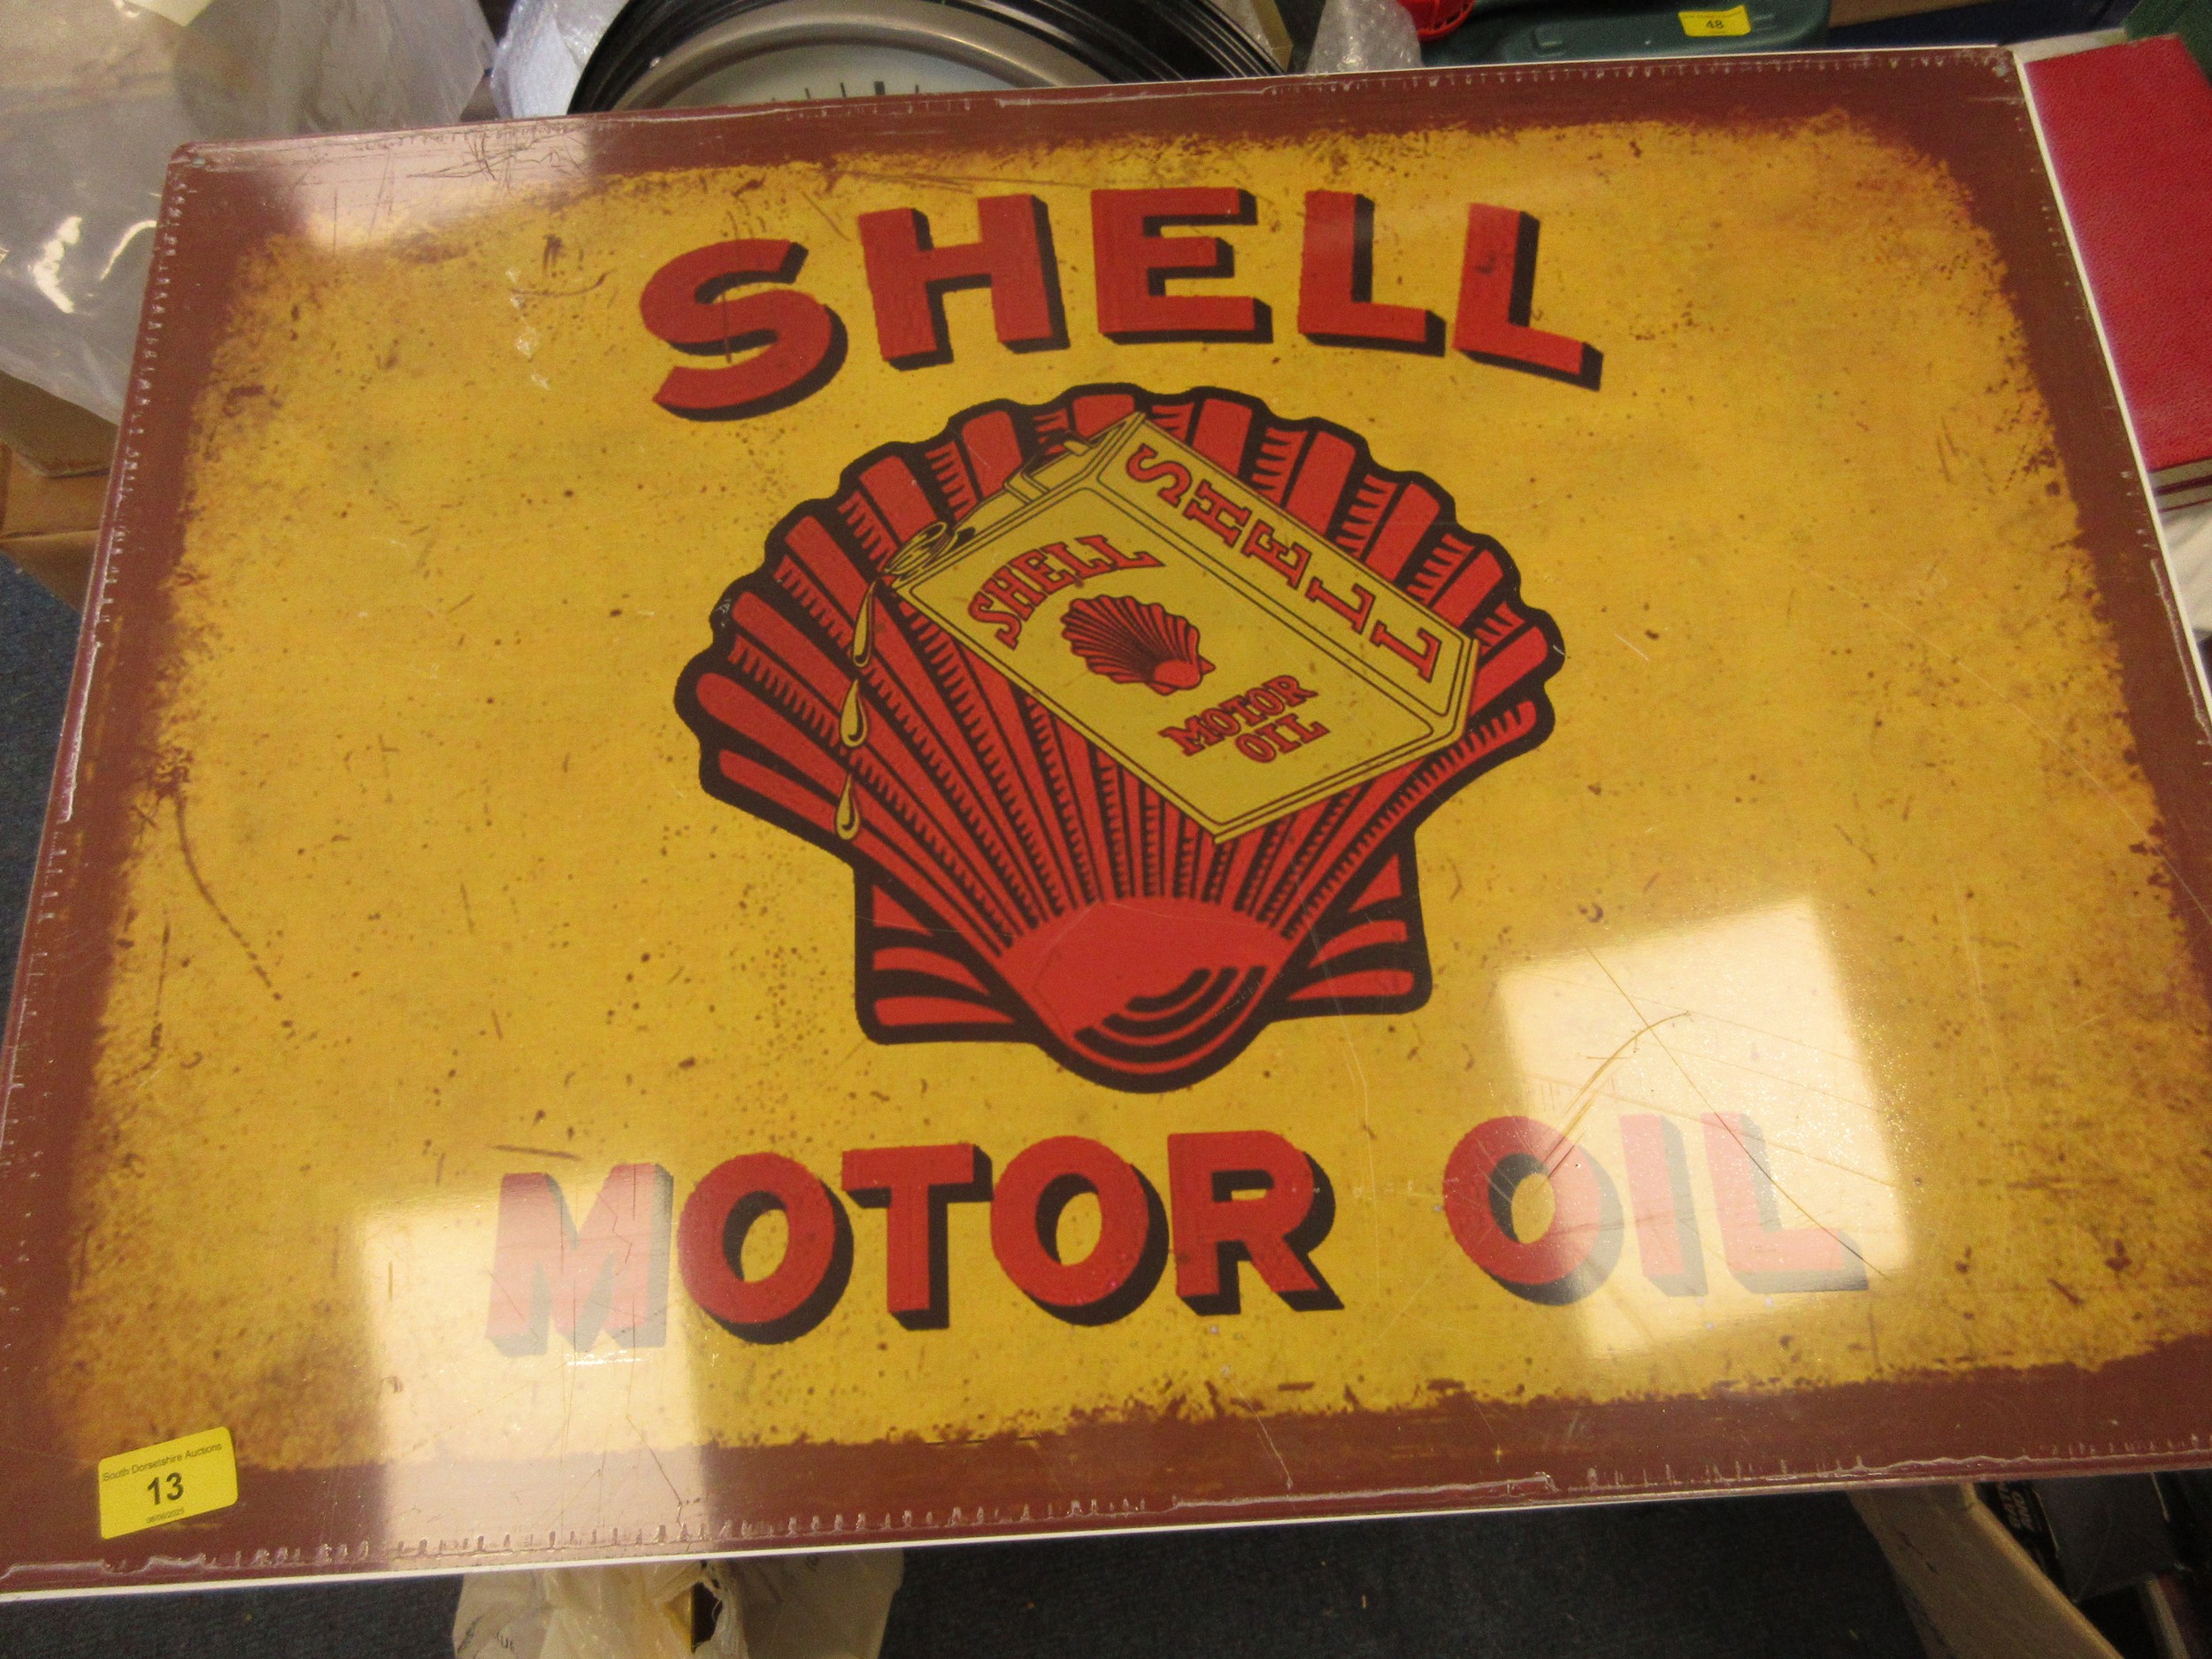 48
SHELL
SHELL
SHELL
MOTOR
OIL
MOTOR OIL
South Dorsetshire Auctions
13